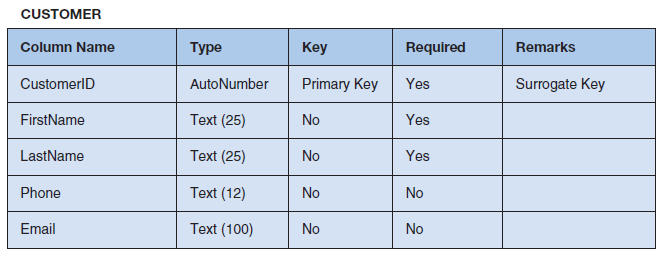 CUSTOMER
Column Name Type Key Required Remarks
CustomerID AutoNumber Primary Key Yes Surrogate Key
FirstName Text (25) No Yes
LastName Text (25) No Yes
Phone Text (12) No No
Email Text (100) No No